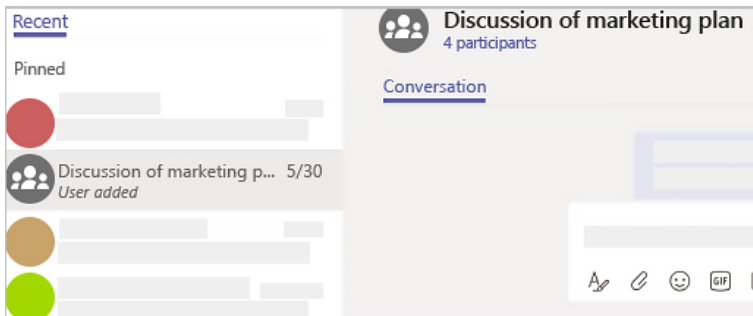 Recent
Pinned
Discussion of marketing p... 5/30
User added
Discussion of marketing plan
4 participants
Conversation
GIF